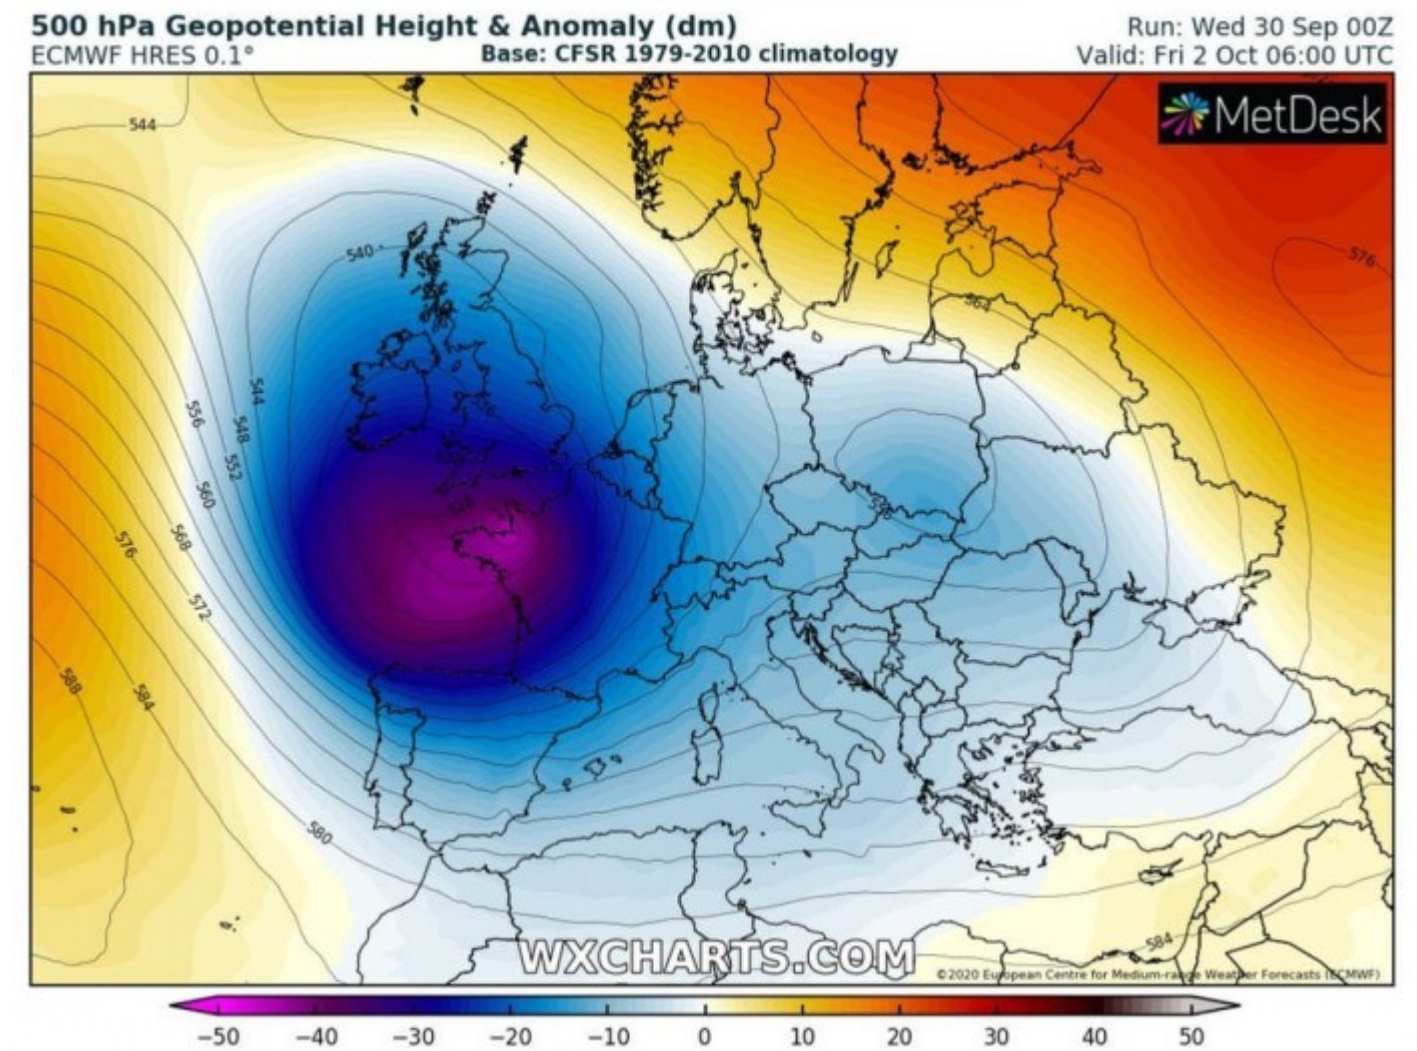 500 hPa Geopotential Height & Anomaly (dm)
Run: Wed 30 Sep 00Z
ECMWF HRES 0.1°
Base: CFSR 1979-2010 climatology
Valid: Fri 2 Oct 06:00 UTC
MetDesk
544
540
576
564
544
556
548
536
552
560
568
576
572
588
584
580
584
WXCHARTS.COM
©2020 European Centre for Medium-range Weather Forecasts (ECMWF)
−50 −40 −30 −20 −10 0 10 20 30 40 50